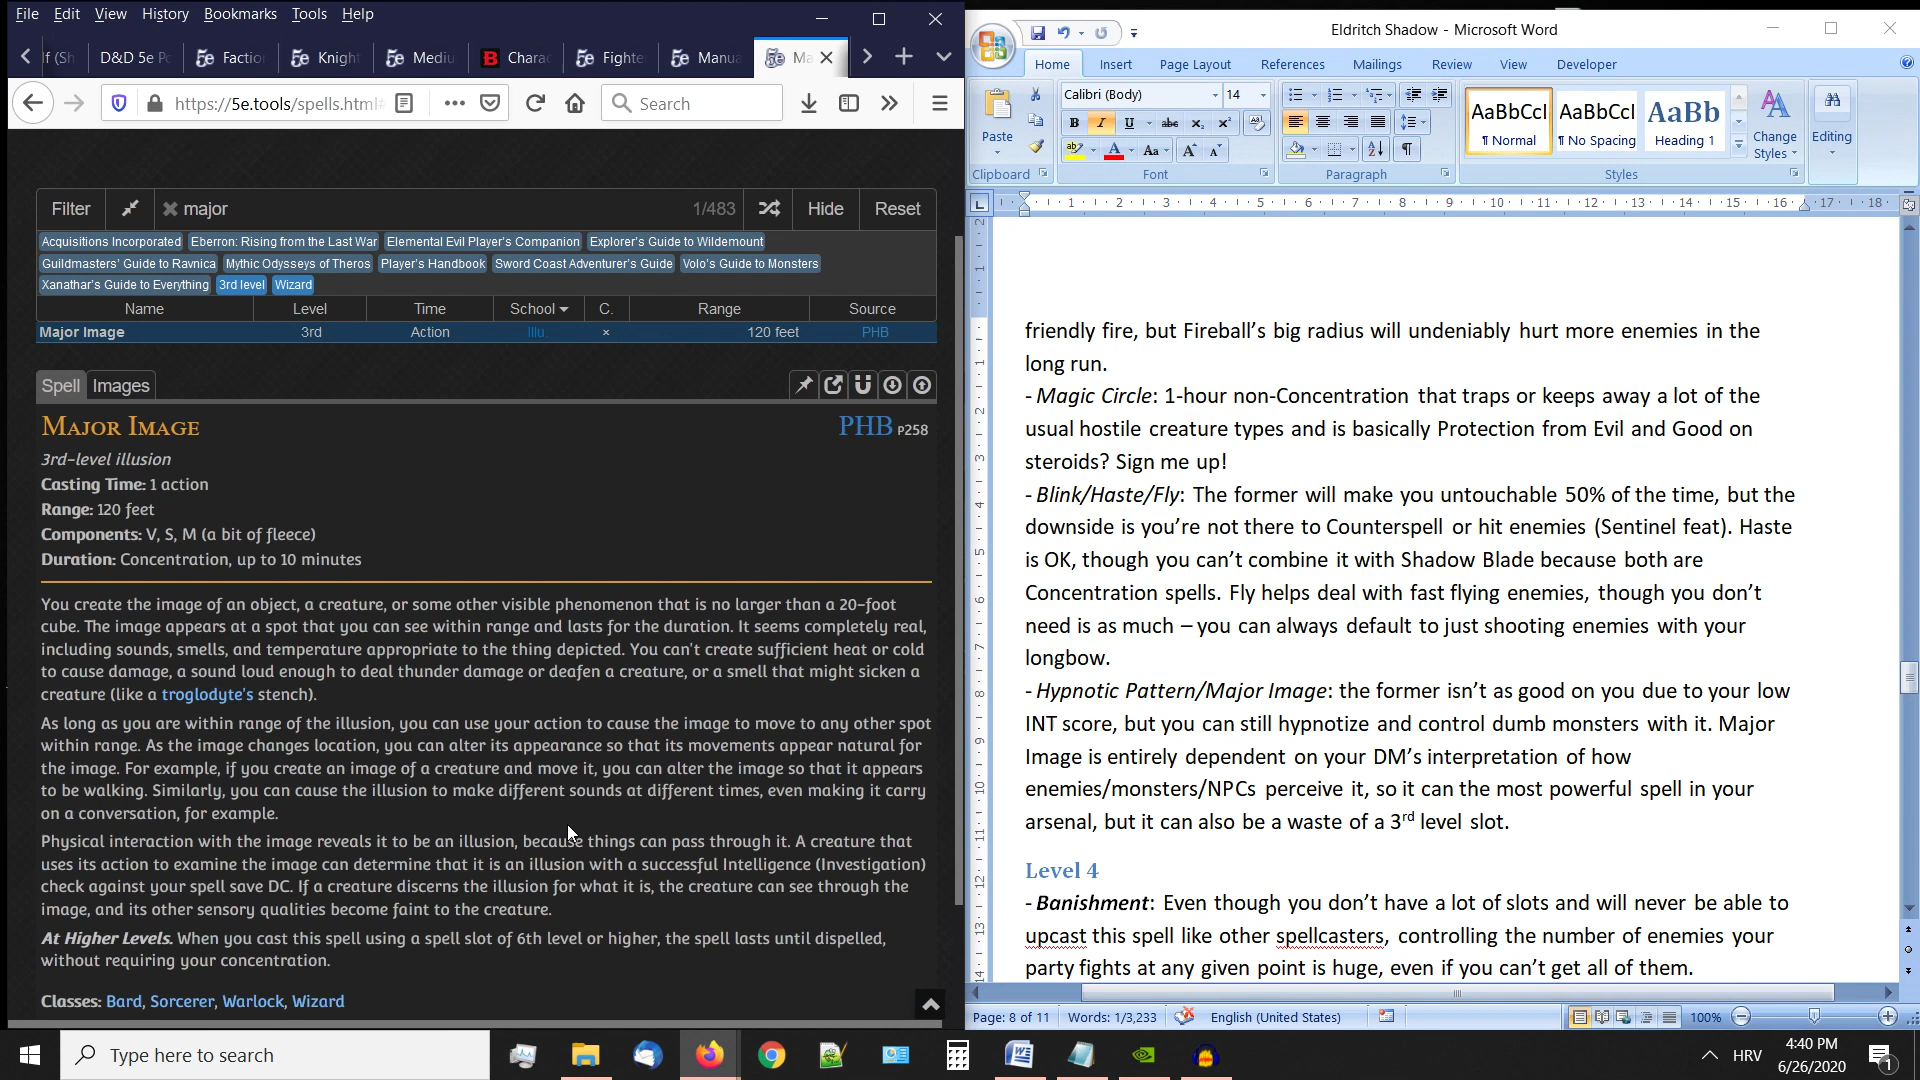 File Edit View History Bookmarks Tools Help
lf (Sh D&D 5e Po Factio Knigh Mediu Charac Fighte Manua Ma
https://5e.tools/spells.html# Search
Filter major 1/483 Hide Reset
Acquisitions Incorporated Eberron: Rising from the Last War Elemental Evil Player's Companion Explorer's Guide to Wildemount
Guildmasters' Guide to Ravnica Mythic Odysseys of Theros Player's Handbook Sword Coast Adventurer's Guide Volo's Guide to Monsters
Xanathar's Guide to Everything 3rd level Wizard
Name Level Time School C. Range Source
Major Image 3rd Action Illu. × 120 feet PHB
Spell Images
Major Image PHB P258
3rd-level illusion
Casting Time: 1 action
Range: 120 feet
Components: V, S, M (a bit of fleece)
Duration: Concentration, up to 10 minutes
You create the image of an object, a creature, or some other visible phenomenon that is no larger than a 20-foot
cube. The image appears at a spot that you can see within range and lasts for the duration. It seems completely real,
including sounds, smells, and temperature appropriate to the thing depicted. You can't create sufficient heat or cold
to cause damage, a sound loud enough to deal thunder damage or deafen a creature, or a smell that might sicken a
creature (like a troglodyte's stench).
As long as you are within range of the illusion, you can use your action to cause the image to move to any other spot
within range. As the image changes location, you can alter its appearance so that its movements appear natural for
the image. For example, if you create an image of a creature and move it, you can alter the image so that it appears
to be walking. Similarly, you can cause the illusion to make different sounds at different times, even making it carry
on a conversation, for example.
Physical interaction with the image reveals it to be an illusion, because things can pass through it. A creature that
uses its action to examine the image can determine that it is an illusion with a successful Intelligence (Investigation)
check against your spell save DC. If a creature discerns the illusion for what it is, the creature can see through the
image, and its other sensory qualities become faint to the creature.
At Higher Levels. When you cast this spell using a spell slot of 6th level or higher, the spell lasts until dispelled,
without requiring your concentration.
Classes: Bard, Sorcerer, Warlock, Wizard
Eldritch Shadow - Microsoft Word
Home Insert Page Layout References Mailings Review View Developer
Calibri (Body) 14
AaBbCcI AaBbCcI AaBb
Paste ¶ Normal ¶ No Spacing Heading 1 Change Styles Editing
Clipboard Font Paragraph Styles
friendly fire, but Fireball’s big radius will undeniably hurt more enemies in the
long run.
- Magic Circle: 1-hour non-Concentration that traps or keeps away a lot of the
usual hostile creature types and is basically Protection from Evil and Good on
steroids? Sign me up!
- Blink/Haste/Fly: The former will make you untouchable 50% of the time, but the
downside is you’re not there to Counterspell or hit enemies (Sentinel feat). Haste
is OK, though you can’t combine it with Shadow Blade because both are
Concentration spells. Fly helps deal with fast flying enemies, though you don’t
need is as much – you can always default to just shooting enemies with your
longbow.
- Hypnotic Pattern/Major Image: the former isn’t as good on you due to your low
INT score, but you can still hypnotize and control dumb monsters with it. Major
Image is entirely dependent on your DM’s interpretation of how
enemies/monsters/NPCs perceive it, so it can the most powerful spell in your
arsenal, but it can also be a waste of a 3rd level slot.
Level 4
- Banishment: Even though you don’t have a lot of slots and will never be able to
upcast this spell like other spellcasters, controlling the number of enemies your
party fights at any given point is huge, even if you can’t get all of them.
Page: 8 of 11 Words: 1/3,233 English (United States) 100%
Type here to search HRV 4:40 PM
6/26/2020 1